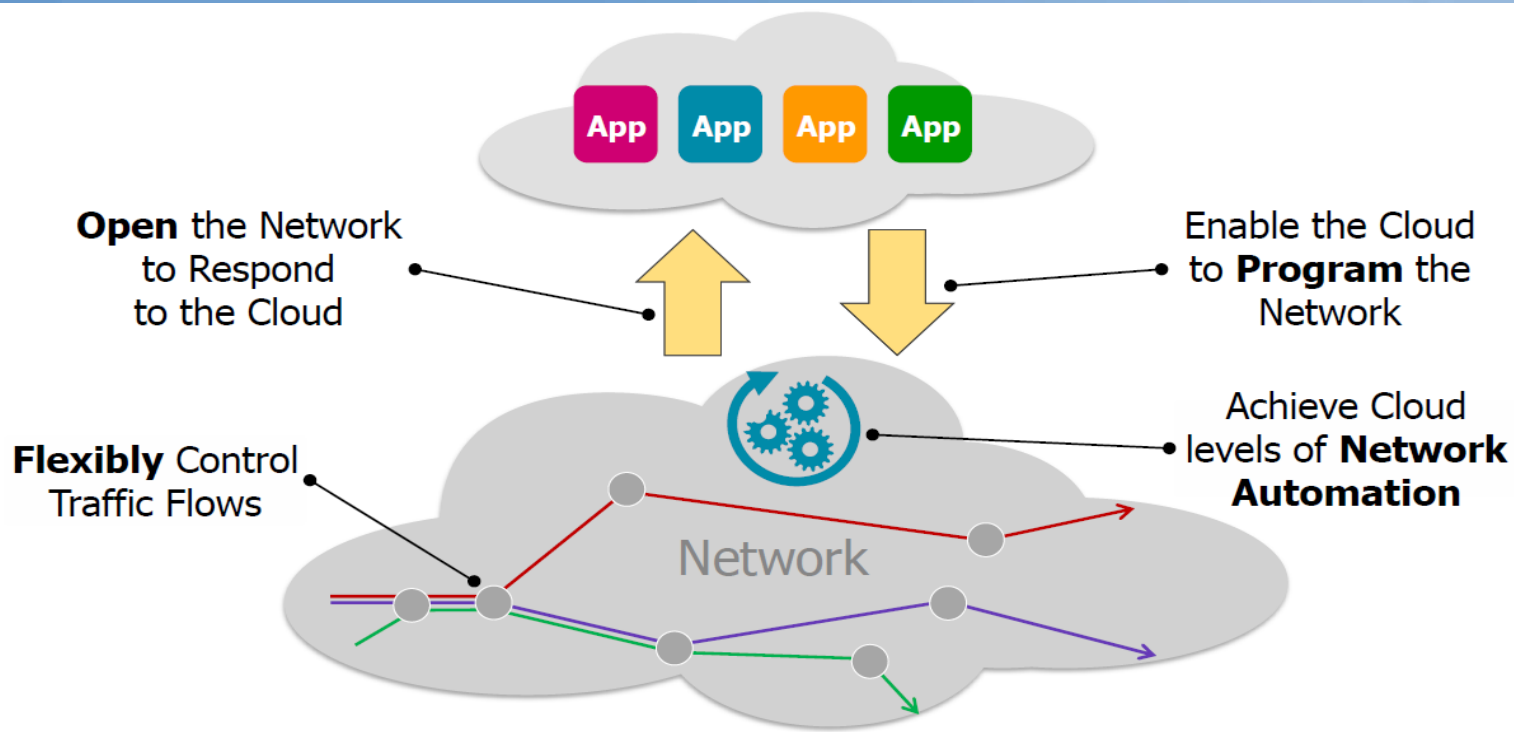 App App App App
Open the Network
to Respond
to the Cloud
Enable the Cloud
to Program the
Network
Achieve Cloud
levels of Network
Automation
Flexibly Control
Traffic Flows
Network